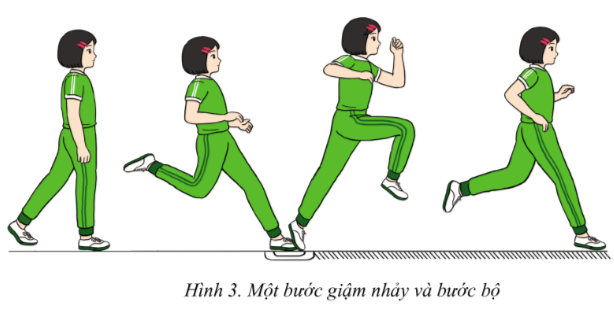 Hình 3. Một bước giậm nhảy và bước bộ